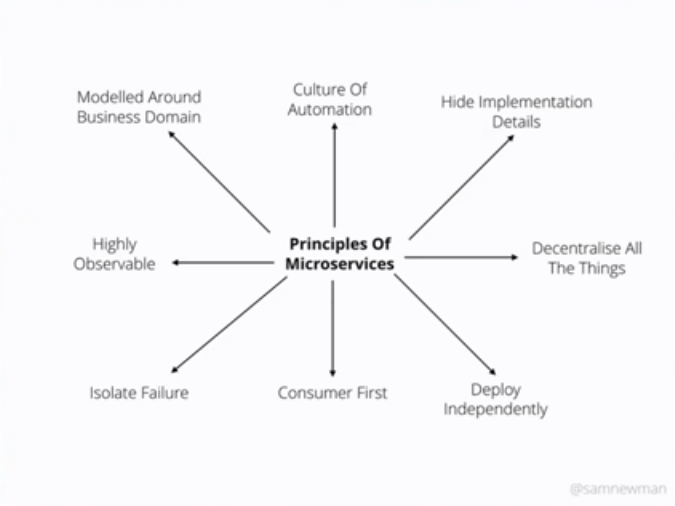 Modelled Around
Business Domain
Culture Of
Automation
Hide Implementation
Details
Highly
Observable
Principles Of
Microservices
Decentralise All
The Things
Isolate Failure
Consumer First
Deploy
Independently
@samnewman